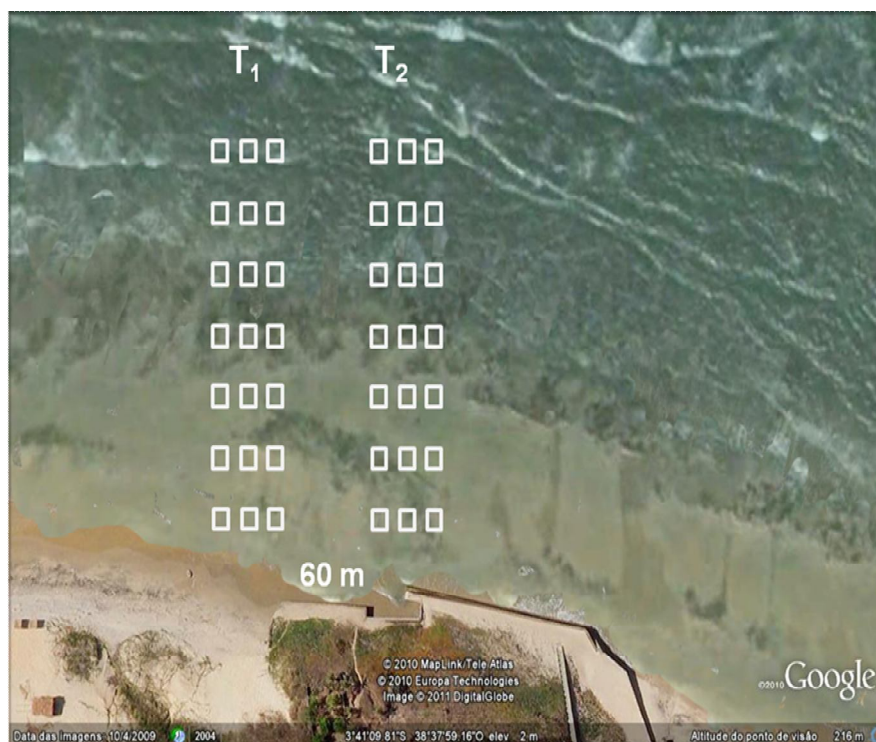 T₁ T₂
60 m
© 2010 MapLink/Tele Atlas
© 2010 Europa Technologies
Image © 2011 DigitalGlobe
©2010 Google
Data das Imagens 10/4/2009 2004 3°41'09.81"S 38°37'59.16"O elev 2 m Altitude do ponto de visão 216 m